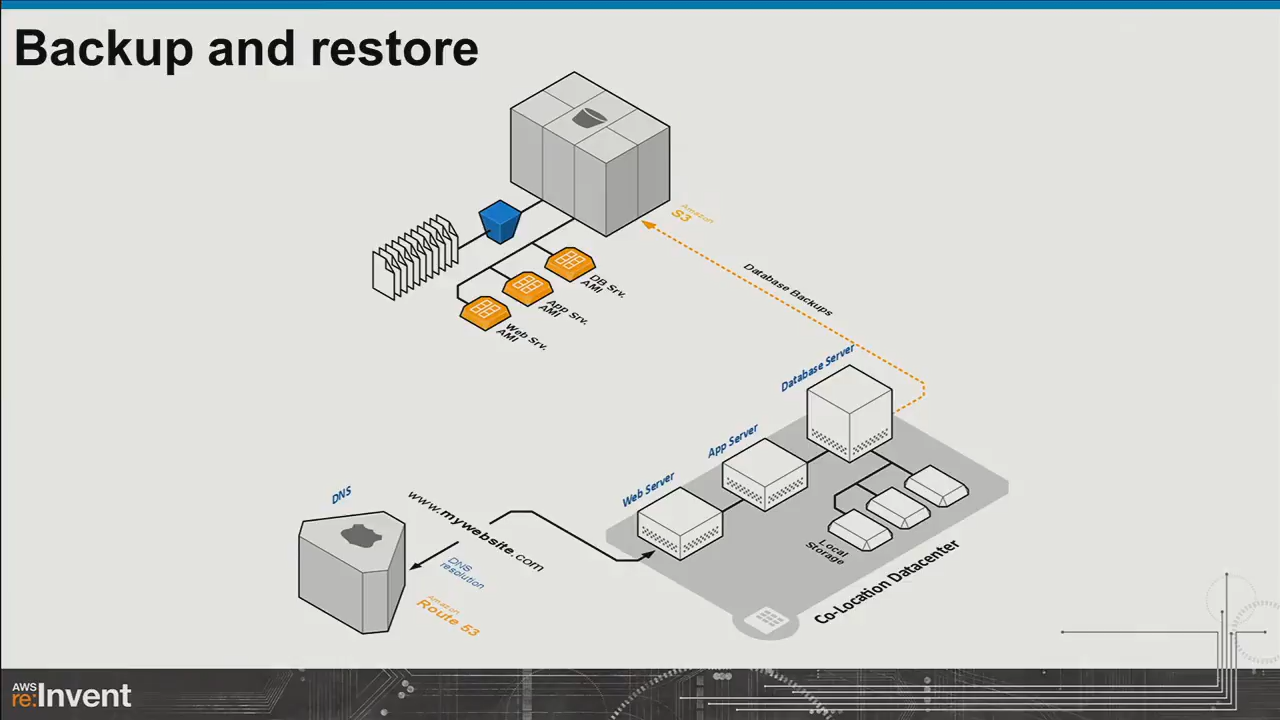 Backup and restore
Amazon
S3
DB Srv.
AMI
App Srv.
AMI
Web Srv.
AMI
Database Backups
Database Server
App Server
Web Server
DNS
www.mywebsite.com
DNS
resolution
Amazon
Route 53
Local
Storage
Co-Location Datacenter
AWS
re:Invent